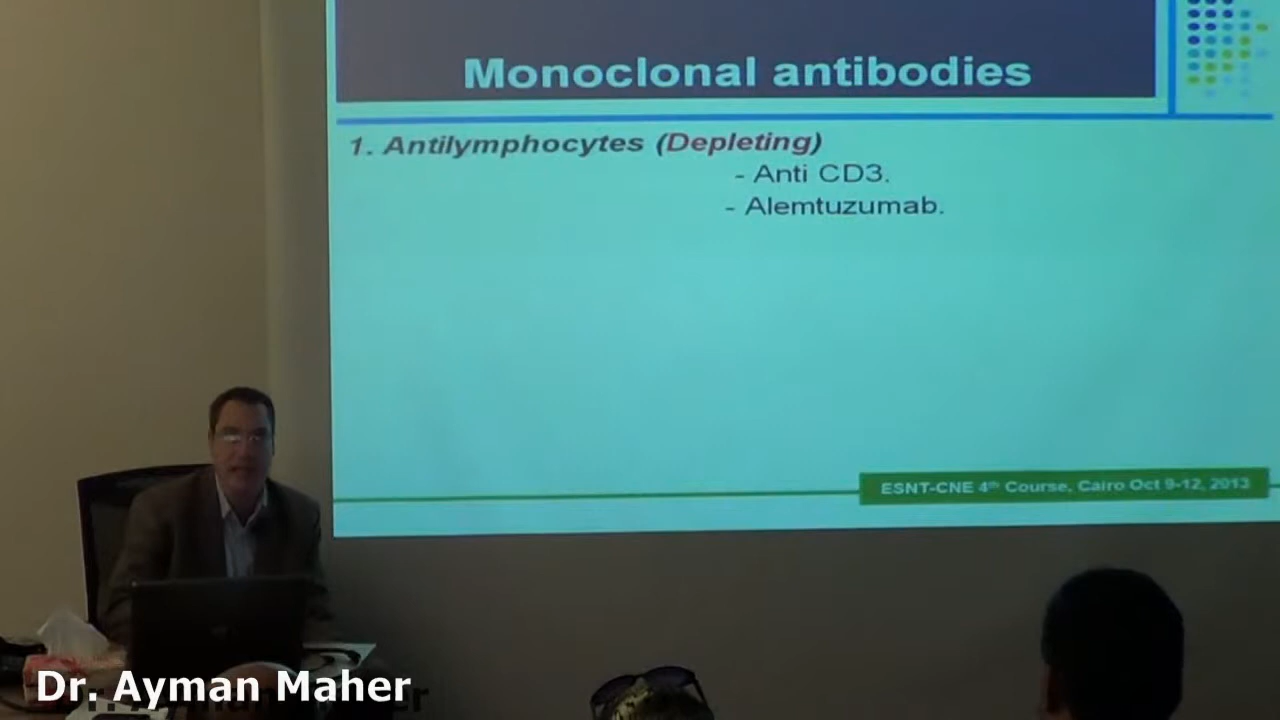 Monoclonal antibodies
1. Antilymphocytes (Depleting)
- Anti CD3.
- Alemtuzumab.
ESNT-CNE 4th Course, Cairo Oct 9-12, 2013
Dr. Ayman Maher